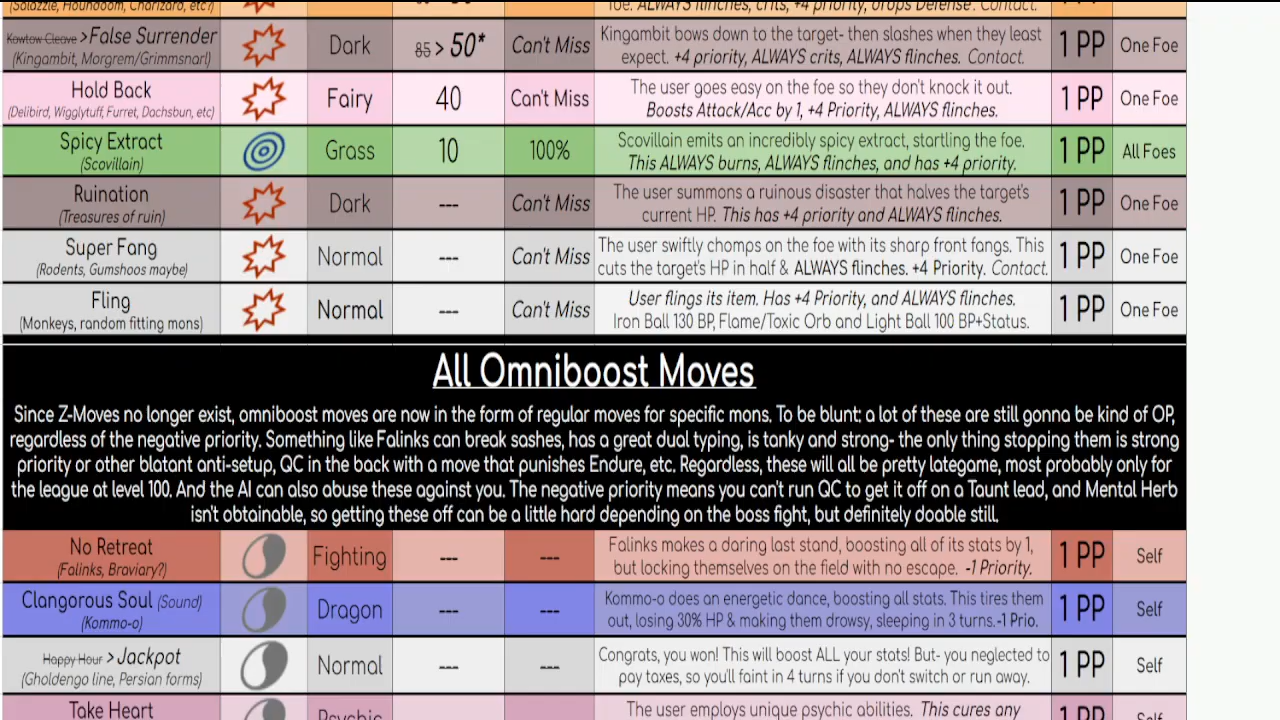 (Salazzle, Houndoom, Charizard, etc?)
foe. ALWAYS flinches, crits, +4 priority, drops Defense. Contact.
Kowtow Cleave >False Surrender
(Kingambit, Morgrem/Grimmsnarl)
Dark
85 > 50*
Can't Miss
Kingambit bows down to the target- then slashes when they least
expect. +4 priority, ALWAYS crits, ALWAYS flinches. Contact.
1 PP
One Foe
Hold Back
(Delibird, Wigglytuff, Furret, Dachsbun, etc)
Fairy
40
Can't Miss
The user goes easy on the foe so they don't knock it out.
Boosts Attack/Acc by 1, +4 Priority, ALWAYS flinches.
1 PP
One Foe
Spicy Extract
(Scovillain)
Grass
10
100%
Scovillain emits an incredibly spicy extract, startling the foe.
This ALWAYS burns, ALWAYS flinches, and has +4 priority.
1 PP
All Foes
Ruination
(Treasures of ruin)
Dark
---
Can't Miss
The user summons a ruinous disaster that halves the target's
current HP. This has +4 priority and ALWAYS flinches.
1 PP
One Foe
Super Fang
(Rodents, Gumshoos maybe)
Normal
---
Can't Miss
The user swiftly chomps on the foe with its sharp front fangs. This
cuts the target's HP in half & ALWAYS flinches. +4 Priority. Contact.
1 PP
One Foe
Fling
(Monkeys, random fitting mons)
Normal
---
Can't Miss
User flings its item. Has +4 Priority, and ALWAYS flinches.
Iron Ball 130 BP, Flame/Toxic Orb and Light Ball 100 BP+Status.
1 PP
One Foe
All Omniboost Moves
Since Z-Moves no longer exist, omniboost moves are now in the form of regular moves for specific mons. To be blunt: a lot of these are still gonna be kind of OP,
regardless of the negative priority. Something like Falinks can break sashes, has a great dual typing, is tanky and strong- the only thing stopping them is strong
priority or other blatant anti-setup, QC in the back with a move that punishes Endure, etc. Regardless, these will all be pretty lategame, most probably only for
the league at level 100. And the AI can also abuse these against you. The negative priority means you can't run QC to get it off on a Taunt lead, and Mental Herb
isn't obtainable, so getting these off can be a little hard depending on the boss fight, but definitely doable still.
No Retreat
(Falinks, Braviary?)
Fighting
---
---
Falinks makes a daring last stand, boosting all of its stats by 1,
but locking themselves on the field with no escape. -1 Priority.
1 PP
Self
Clangorous Soul (Sound)
(Kommo-o)
Dragon
---
---
Kommo-o does an energetic dance, boosting all stats. This tires them
out, losing 30% HP & making them drowsy, sleeping in 3 turns.-1 Prio.
1 PP
Self
Happy Hour >Jackpot
(Gholdengo line, Persian forms)
Normal
---
---
Congrats, you won! This will boost ALL your stats! But- you neglected to
pay taxes, so you'll faint in 4 turns if you don't switch or run away.
1 PP
Self
Take Heart
Psychic
The user employs unique psychic abilities. This cures any
1 PP
Self